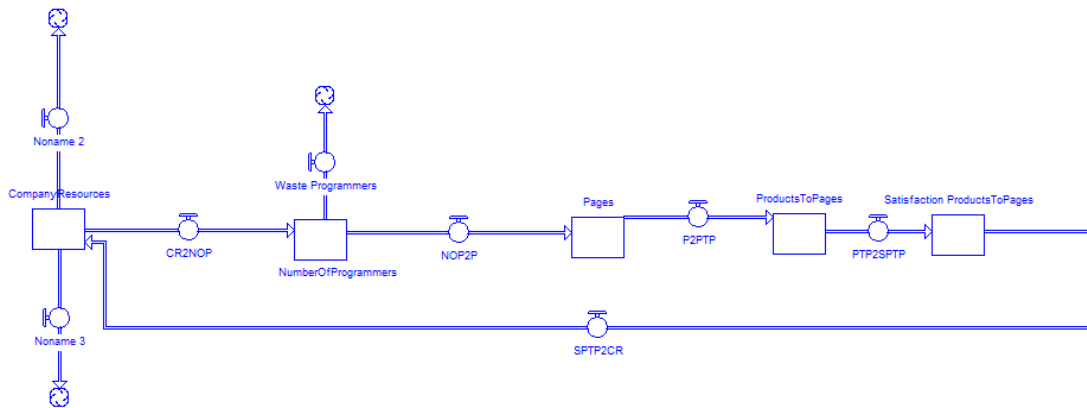 Noname 2
Waste Programmers
CompanyResources
Pages
ProductsToPages
Satisfaction ProductsToPages
CR2NOP
NumberOfProgrammers
NOP2P
P2PTP
PTP2SPTP
Noname 3
SPTP2CR